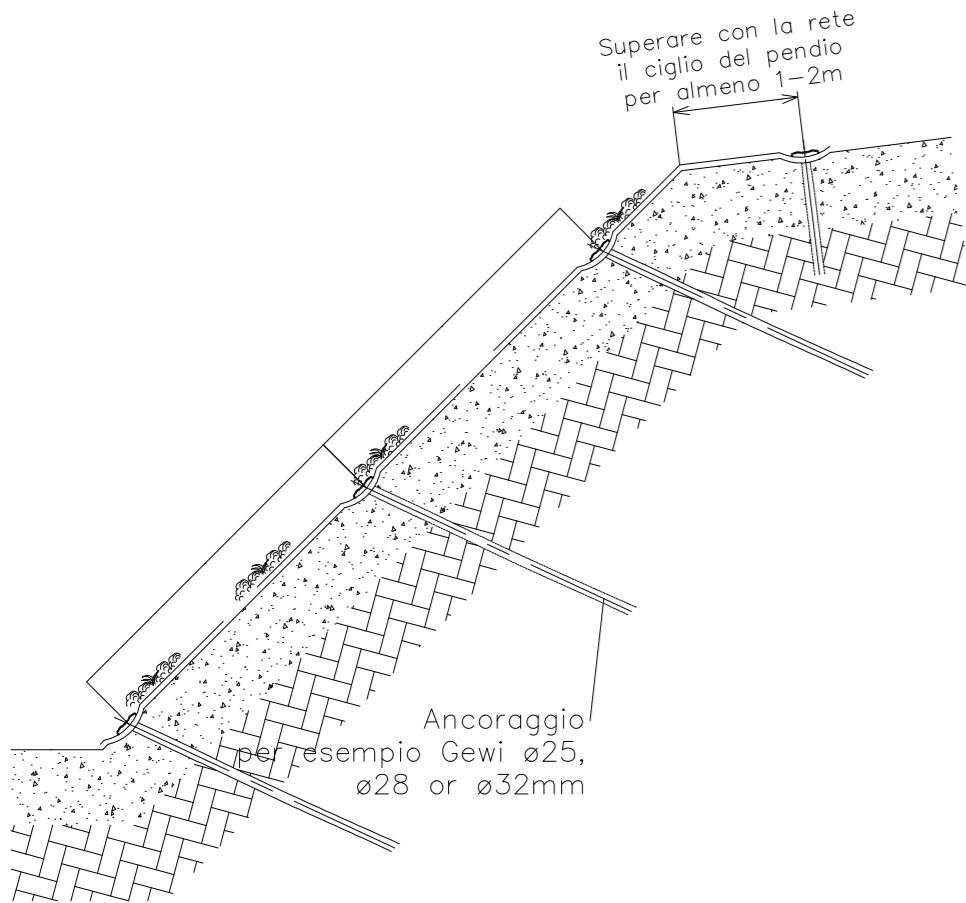 Superare con la rete
il ciglio del pendio
per almeno 1-2m
Ancoraggio
per esempio Gewi ø25,
ø28 or ø32mm